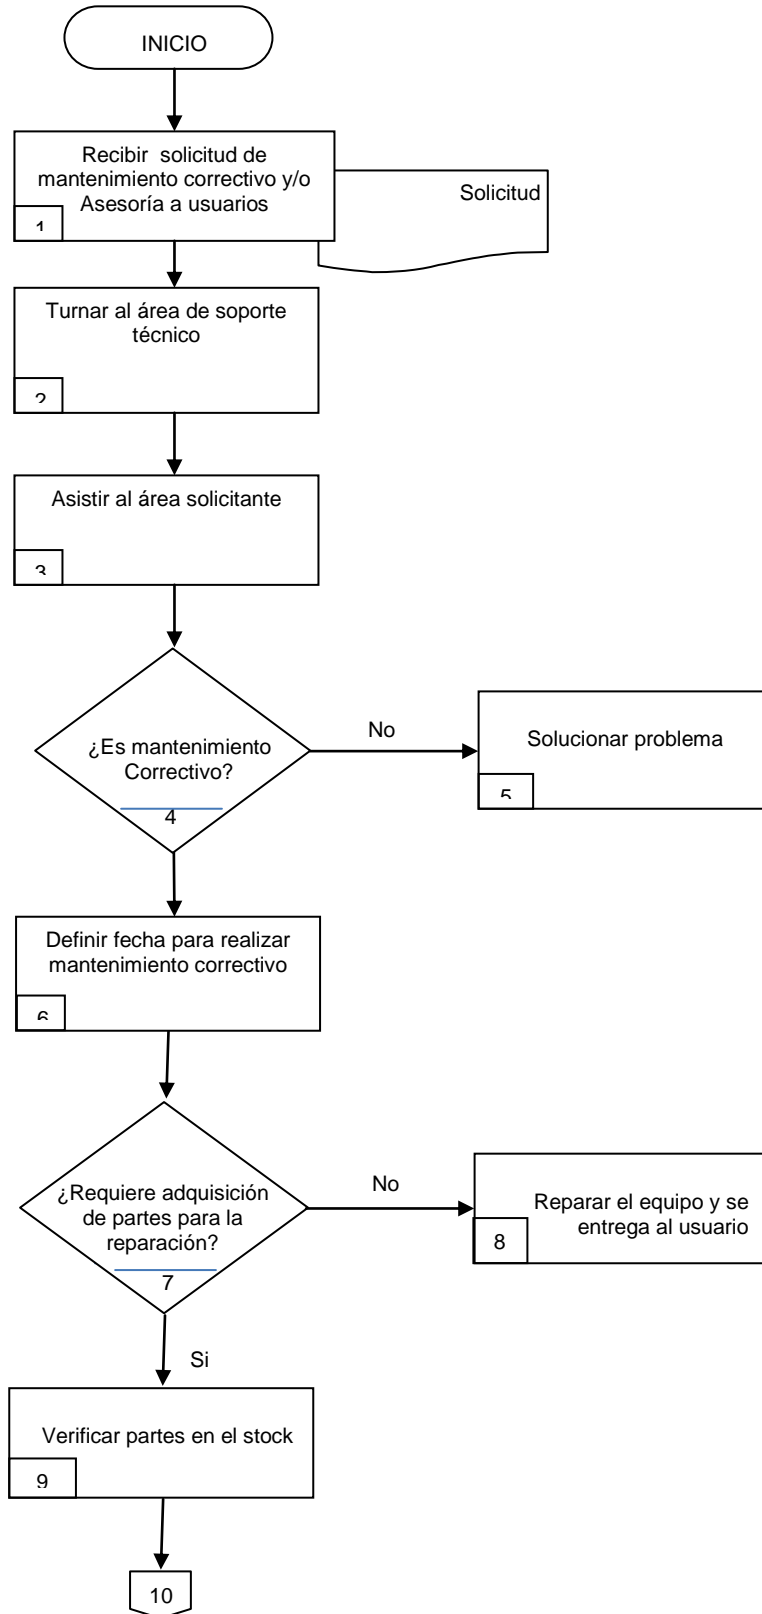 INICIO
Recibir solicitud de
mantenimiento correctivo y/o
Asesoría a usuarios
1
Solicitud
Turnar al área de soporte
técnico
2
Asistir al área solicitante
3
¿Es mantenimiento
Correctivo?
4
No
Solucionar problema
5
Definir fecha para realizar
mantenimiento correctivo
6
¿Requiere adquisición
de partes para la
reparación?
7
No
Reparar el equipo y se
entrega al usuario
8
Si
Verificar partes en el stock
9
10